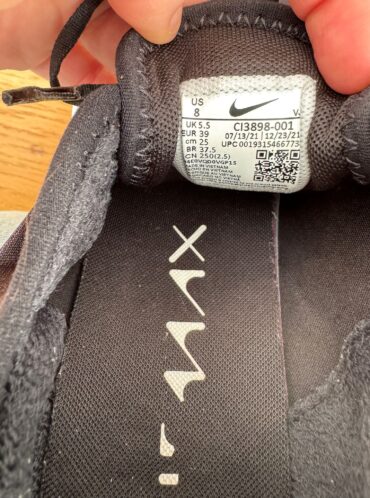 US
8
V.
UK 5.5
EUR 39
cm 25
BR 37.5
CN 250(2.5)
CI3898-001
07/13/21 | 12/23/21
UPC 0019315466773
MADE IN VIETNAM